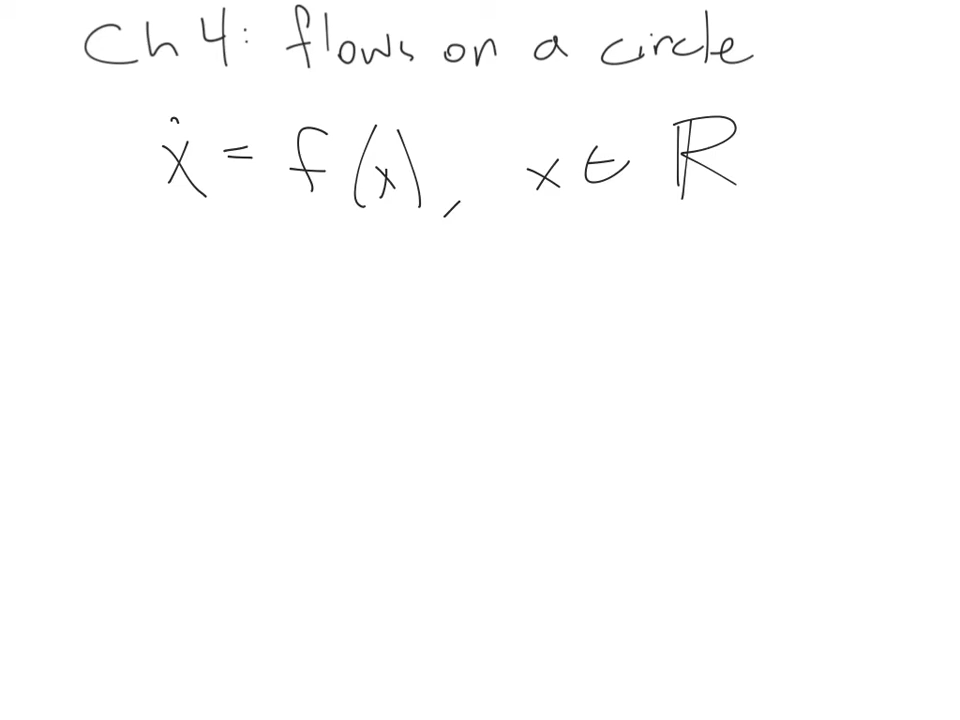 Ch 4: flows on a circle
ẋ = f(x), x ∈ ℝ